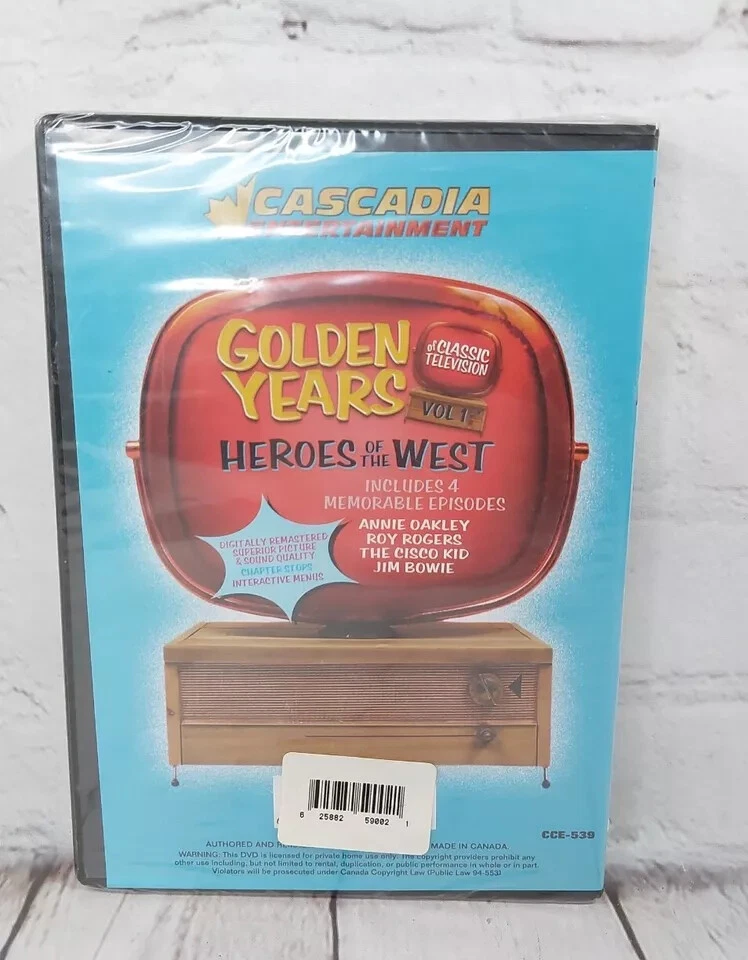 CASCADIA
ENTERTAINMENT
GOLDEN
YEARS
of CLASSIC
TELEVISION
VOL 1
HEROES OF THE WEST
INCLUDES 4
MEMORABLE EPISODES
ANNIE OAKLEY
ROY ROGERS
THE CISCO KID
JIM BOWIE
DIGITALLY REMASTERED
SUPERIOR PICTURE
& SOUND QUALITY
CHAPTER STOPS
INTERACTIVE MENUS
6 25882 59002 1
CCE-539
AUTHORED AND MADE IN CANADA.
WARNING: This DVD is licensed for private home use only. The copyright providers prohibit any
other use including, but not limited to rental, duplication, or public performance in whole or in part.
Violators will be prosecuted under Canada Copyright Law (Public Law 94-553)